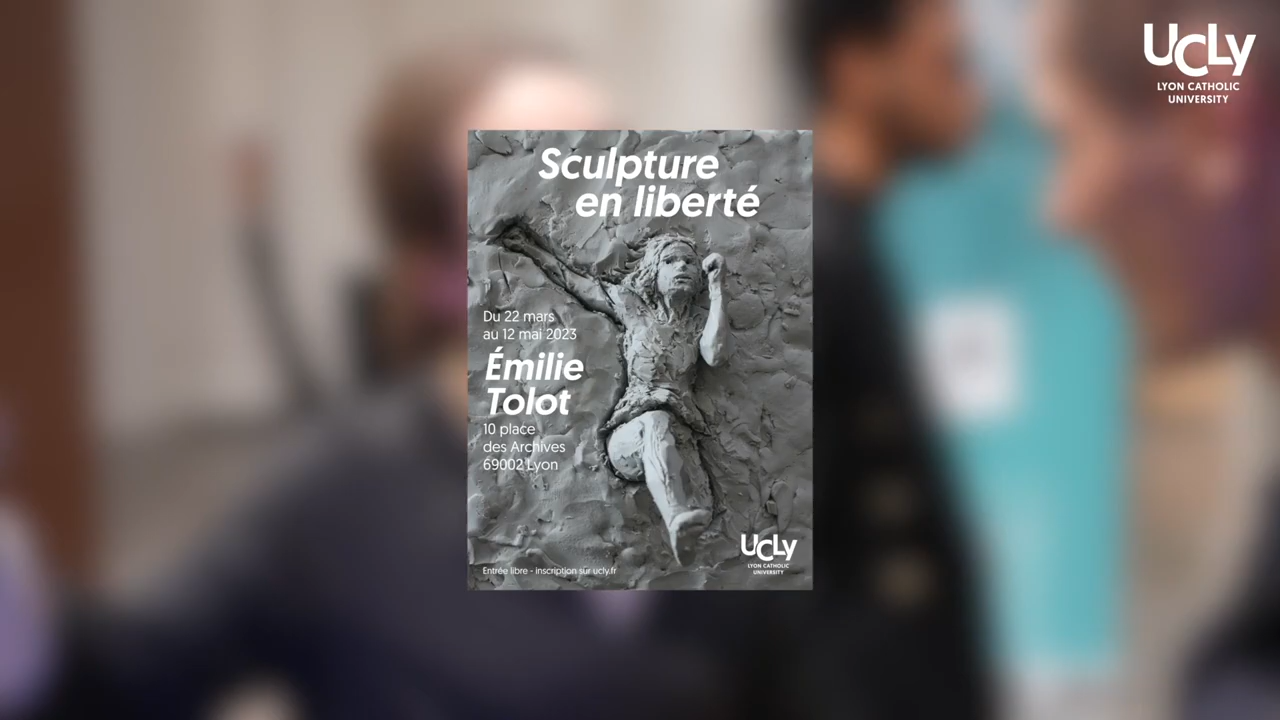 UCLy
LYON CATHOLIC
UNIVERSITY
Sculpture
en liberté
Du 22 mars
au 12 mai 2023
Émilie
Tolot
10 place
des Archives
69002 Lyon
UCLy
LYON CATHOLIC
UNIVERSITY
Entrée libre - inscription sur ucly.fr